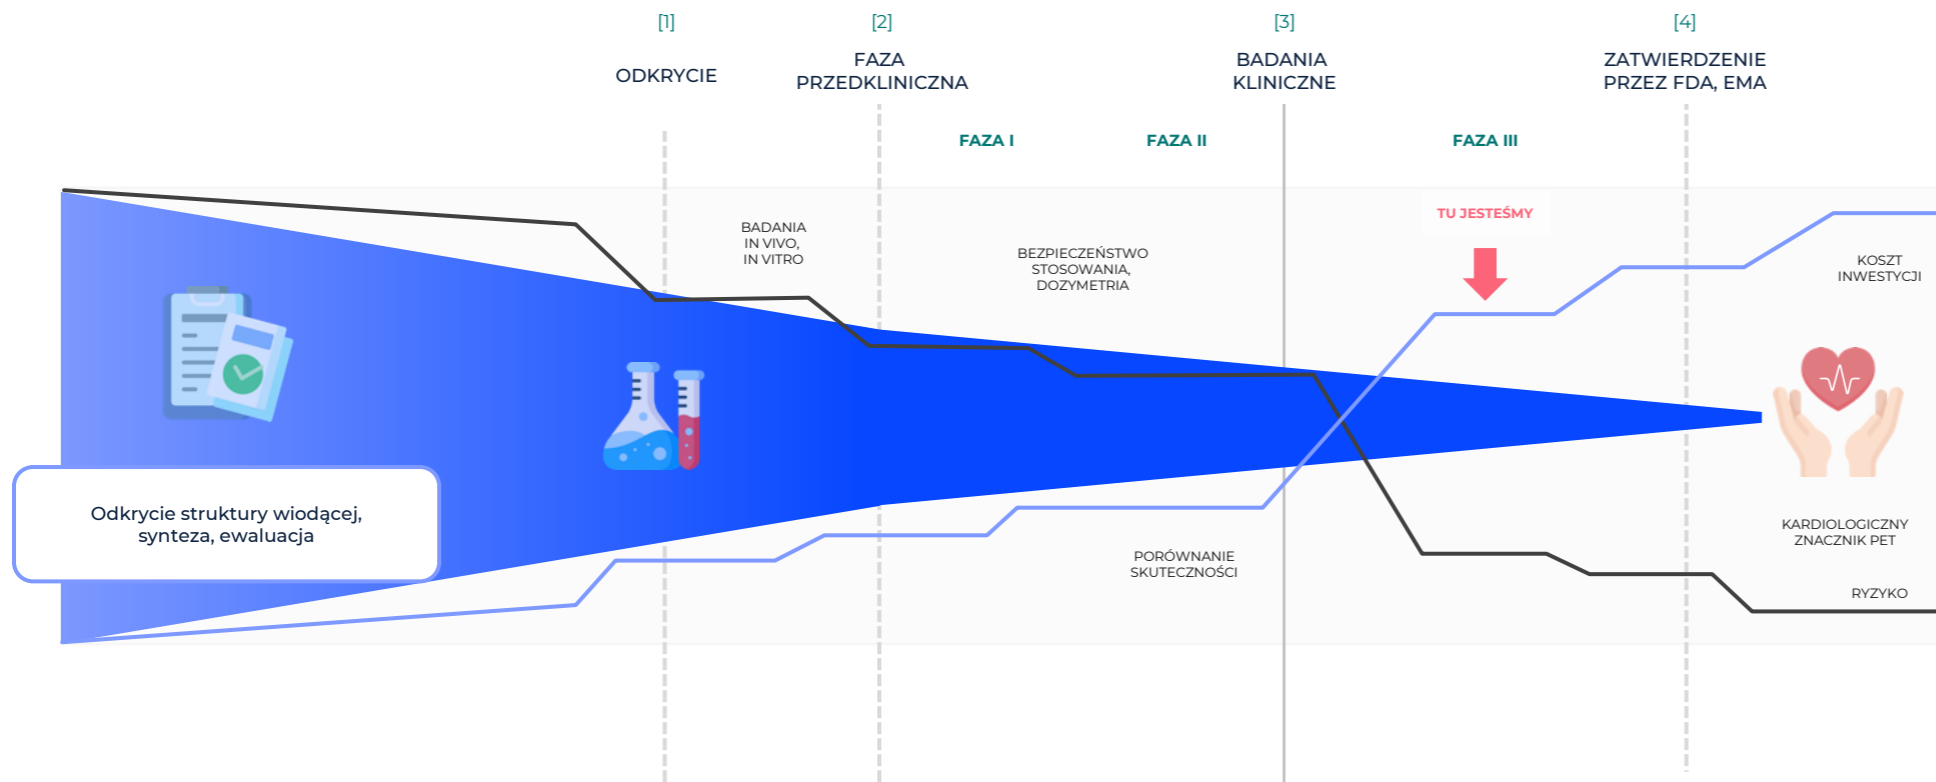 [1]
[2]
[3]
[4]
ODKRYCIE
FAZA
PRZEDKLINICZNA
BADANIA
KLINICZNE
ZATWIERDZENIE
PRZEZ FDA, EMA
FAZA I
FAZA II
FAZA III
TU JESTEŚMY
BADANIA
IN VIVO,
IN VITRO
BEZPIECZEŃSTWO
STOSOWANIA,
DOZYMETRIA
KOSZT
INWESTYCJI
Odkrycie struktury wiodącej,
synteza, ewaluacja
PORÓWNANIE
SKUTECZNOŚCI
KARDIOLOGICZNY
ZNACZNIK PET
RYZYKO